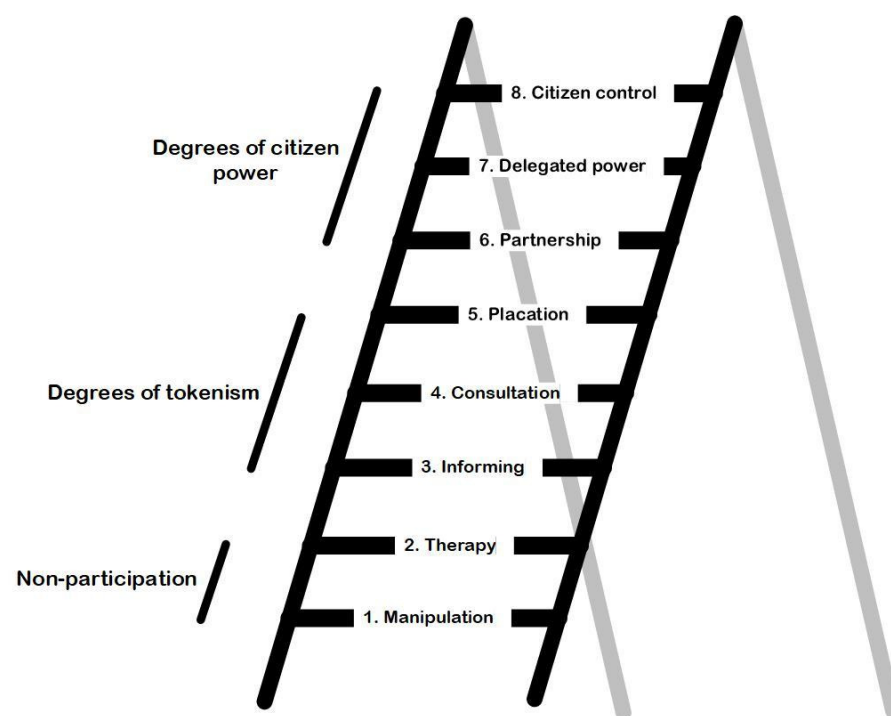 8. Citizen control
Degrees of citizen
power
7. Delegated power
6. Partnership
5. Placation
Degrees of tokenism
4. Consultation
3. Informing
2. Therapy
Non-participation
1. Manipulation